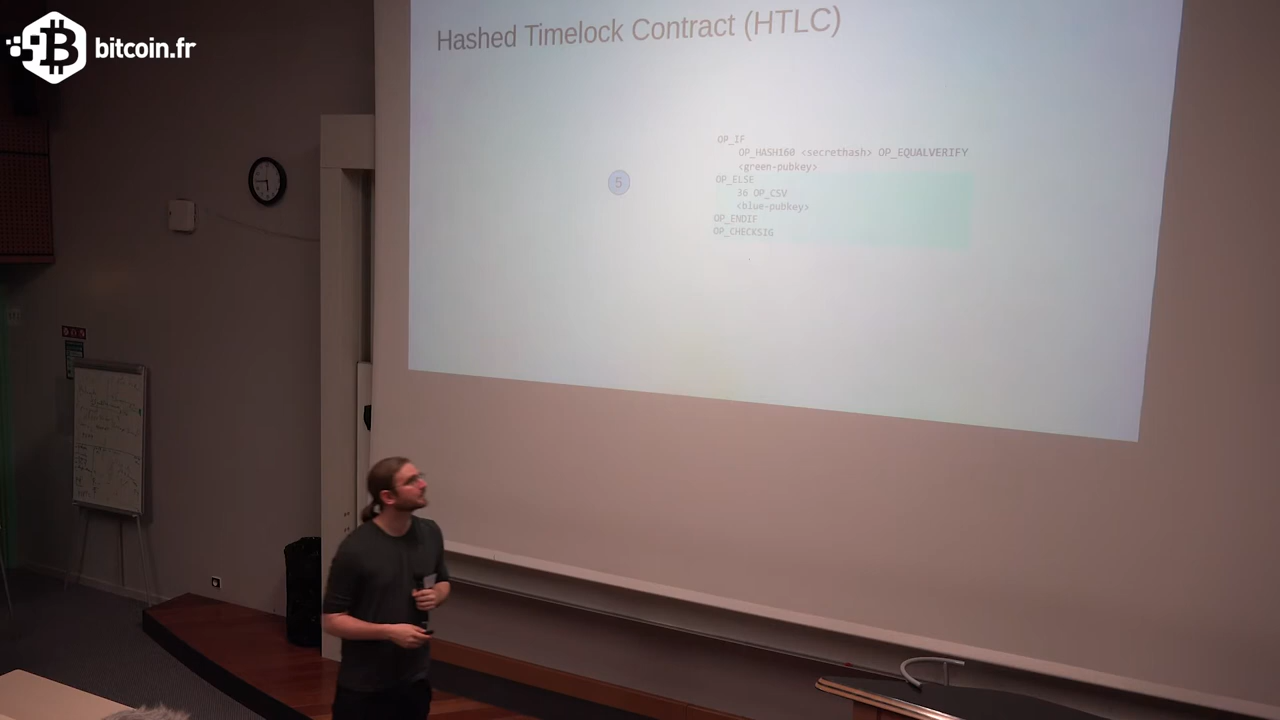 bitcoin.fr
Hashed Timelock Contract (HTLC)
OP_IF
OP_HASH160 <secrethash> OP_EQUALVERIFY
<green-pubkey>
5
OP_ELSE
36 OP_CSV
<blue-pubkey>
OP_ENDIF
OP_CHECKSIG